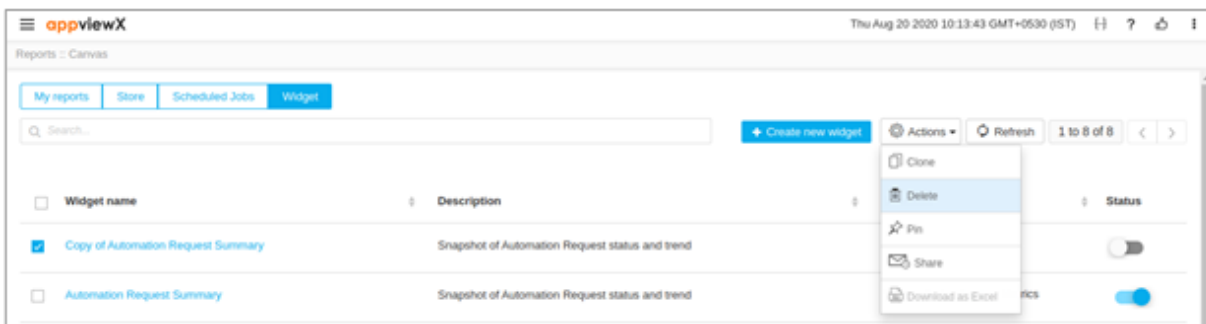 appviewX Thu Aug 20 2020 10:13:43 GMT+0530 (IST) ?
Reports :: Canvas
My reports Store Scheduled Jobs Widget
Search... + Create new widget Actions Refresh 1 to 8 of 8 < >
Clone
Widget name Description Delete Status
Pin
Copy of Automation Request Summary Snapshot of Automation Request status and trend
Share
Automation Request Summary Snapshot of Automation Request status and trend Download as Excel